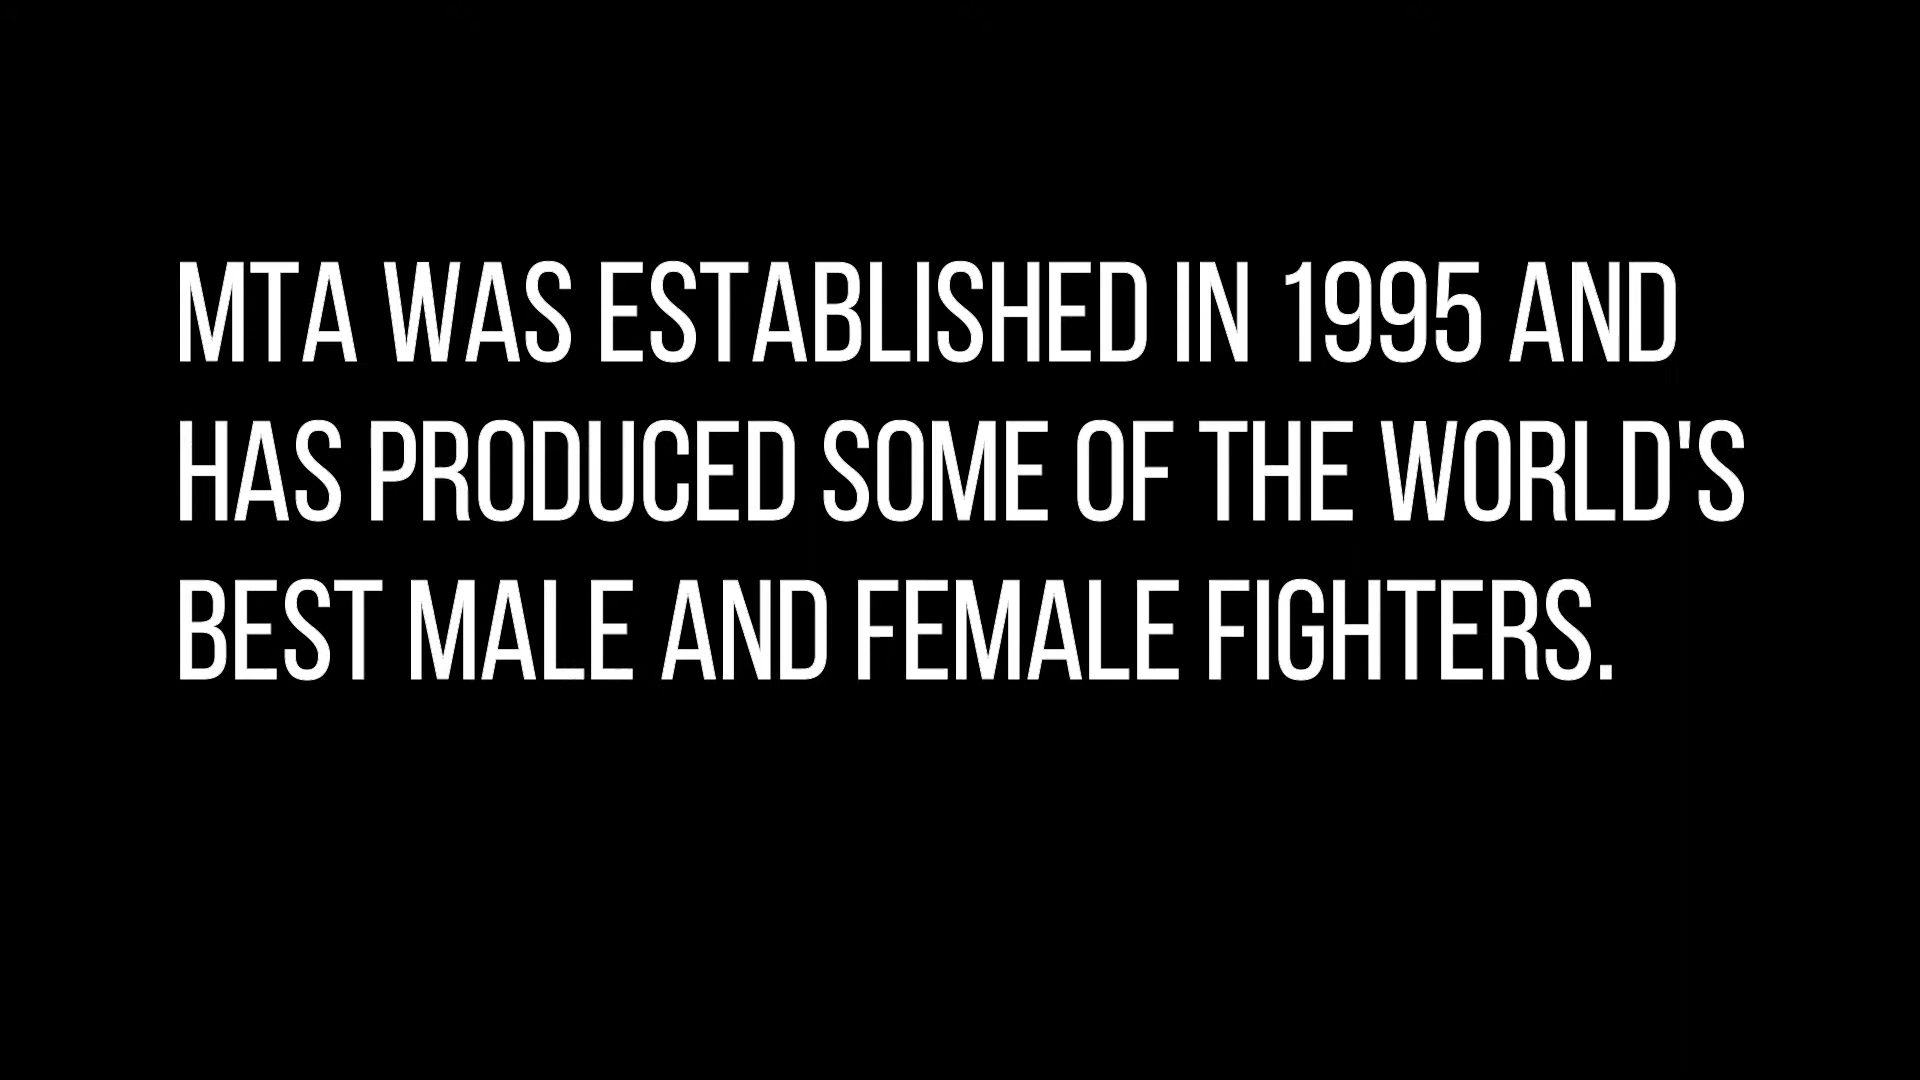 MTA WAS ESTABLISHED IN 1995 AND
HAS PRODUCED SOME OF THE WORLD'S
BEST MALE AND FEMALE FIGHTERS.